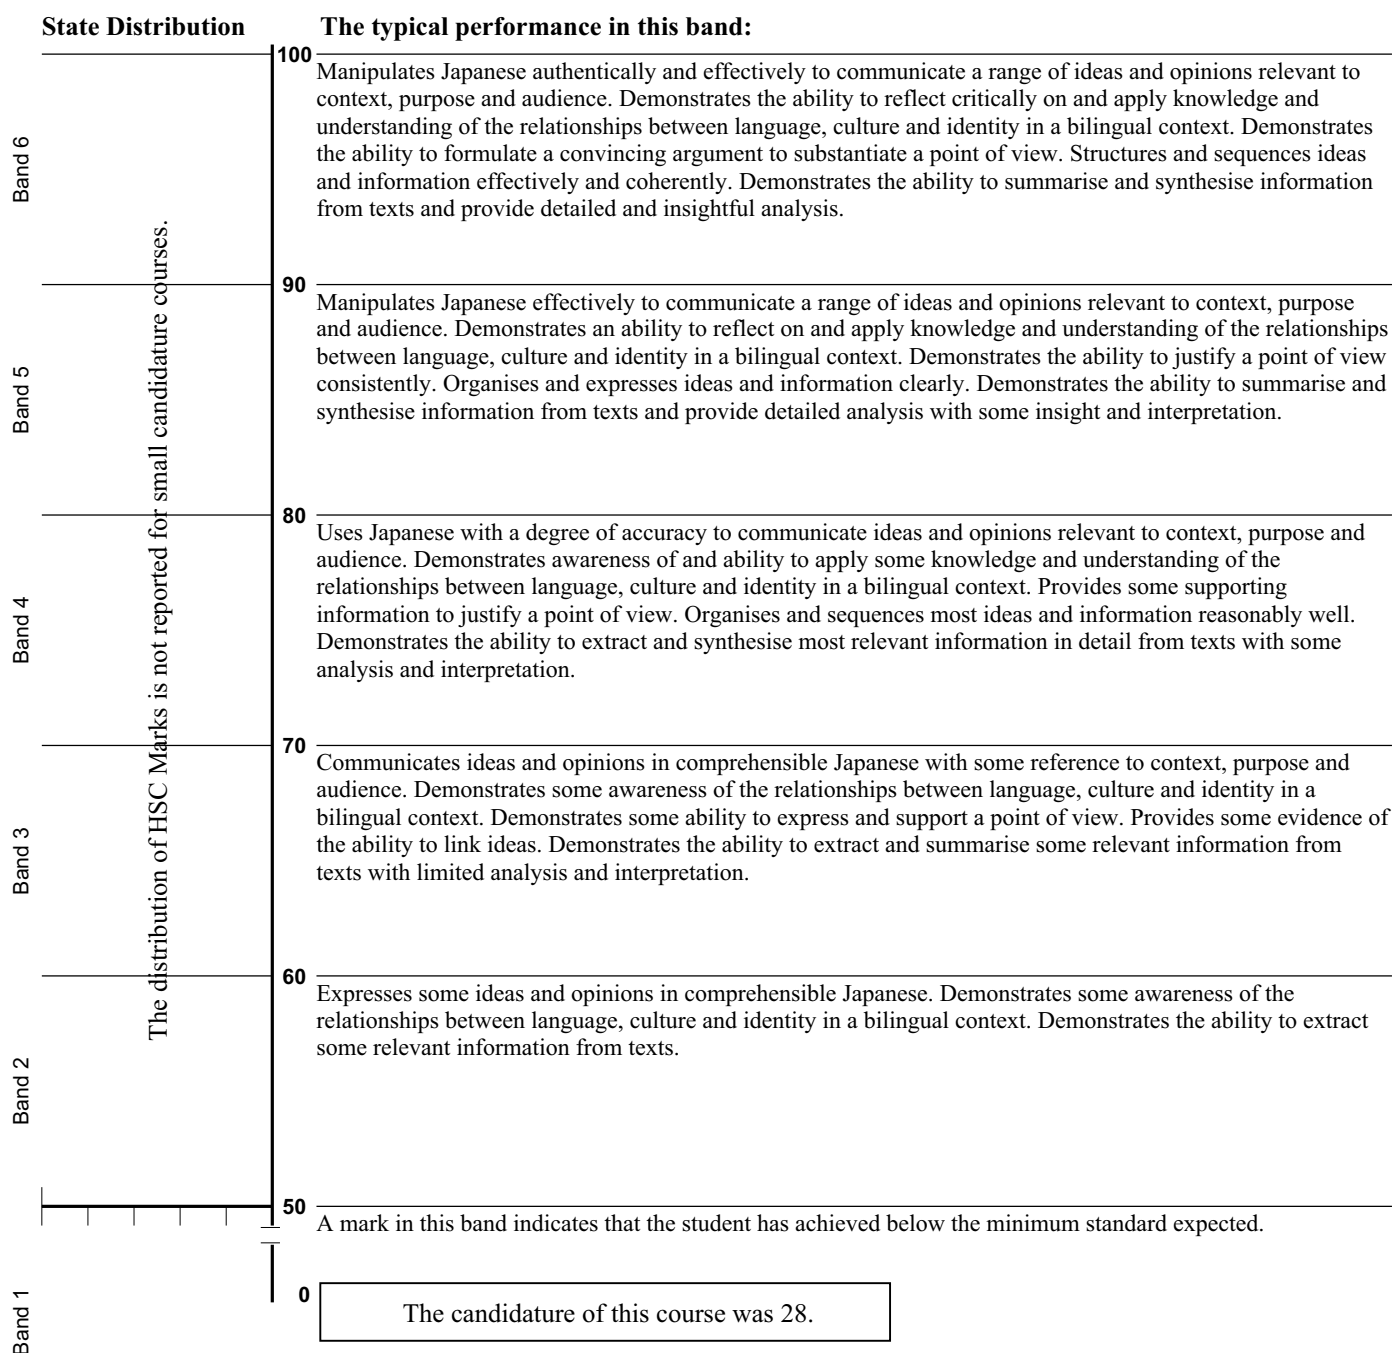 State Distribution
The typical performance in this band:
100
Manipulates Japanese authentically and effectively to communicate a range of ideas and opinions relevant to
context, purpose and audience. Demonstrates the ability to reflect critically on and apply knowledge and
understanding of the relationships between language, culture and identity in a bilingual context. Demonstrates
the ability to formulate a convincing argument to substantiate a point of view. Structures and sequences ideas
and information effectively and coherently. Demonstrates the ability to summarise and synthesise information
from texts and provide detailed and insightful analysis.
Band 6
90
Manipulates Japanese effectively to communicate a range of ideas and opinions relevant to context, purpose
and audience. Demonstrates an ability to reflect on and apply knowledge and understanding of the relationships
between language, culture and identity in a bilingual context. Demonstrates the ability to justify a point of view
consistently. Organises and expresses ideas and information clearly. Demonstrates the ability to summarise and
synthesise information from texts and provide detailed analysis with some insight and interpretation.
Band 5
80
Uses Japanese with a degree of accuracy to communicate ideas and opinions relevant to context, purpose and
audience. Demonstrates awareness of and ability to apply some knowledge and understanding of the
relationships between language, culture and identity in a bilingual context. Provides some supporting
information to justify a point of view. Organises and sequences most ideas and information reasonably well.
Demonstrates the ability to extract and synthesise most relevant information in detail from texts with some
analysis and interpretation.
Band 4
The distribution of HSC Marks is not reported for small candidature courses.
70
Communicates ideas and opinions in comprehensible Japanese with some reference to context, purpose and
audience. Demonstrates some awareness of the relationships between language, culture and identity in a
bilingual context. Demonstrates some ability to express and support a point of view. Provides some evidence of
the ability to link ideas. Demonstrates the ability to extract and summarise some relevant information from
texts with limited analysis and interpretation.
Band 3
60
Expresses some ideas and opinions in comprehensible Japanese. Demonstrates some awareness of the
relationships between language, culture and identity in a bilingual context. Demonstrates the ability to extract
some relevant information from texts.
Band 2
50
A mark in this band indicates that the student has achieved below the minimum standard expected.
0
Band 1
The candidature of this course was 28.